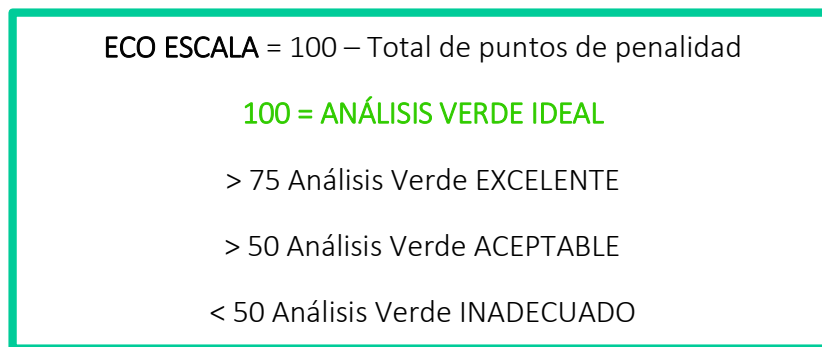 ECO ESCALA = 100 – Total de puntos de penalidad
100 = ANÁLISIS VERDE IDEAL
> 75 Análisis Verde EXCELENTE
> 50 Análisis Verde ACEPTABLE
< 50 Análisis Verde INADECUADO